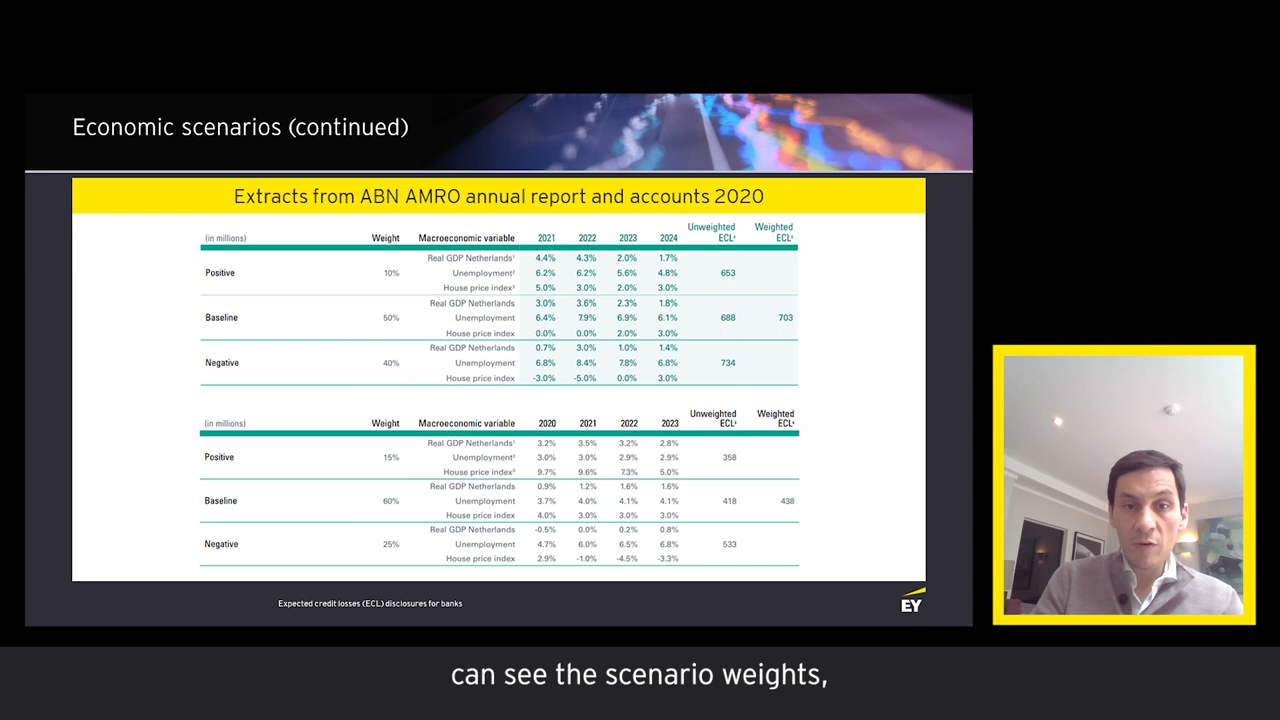 Economic scenarios (continued)
Extracts from ABN AMRO annual report and accounts 2020
(in millions) Weight Macroeconomic variable 2021 2022 2023 2024 Unweighted ECL⁴ Weighted ECL⁴
Real GDP Netherlands¹ 4.4% 4.3% 2.0% 1.7%
Positive 10% Unemployment² 6.2% 6.2% 5.6% 4.8% 653
House price index³ 5.0% 3.0% 2.0% 3.0%
Real GDP Netherlands 3.0% 3.6% 2.3% 1.8%
Baseline 50% Unemployment 6.4% 7.9% 6.9% 6.1% 688 703
House price index 0.0% 0.0% 2.0% 3.0%
Real GDP Netherlands 0.7% 3.0% 1.0% 1.4%
Negative 40% Unemployment 6.8% 8.4% 7.8% 6.8% 734
House price index -3.0% -5.0% 0.0% 3.0%
(in millions) Weight Macroeconomic variable 2020 2021 2022 2023 Unweighted ECL⁴ Weighted ECL⁴
Real GDP Netherlands¹ 3.2% 3.5% 3.2% 2.8%
Positive 15% Unemployment² 3.0% 3.0% 2.9% 2.9% 358
House price index³ 9.7% 9.6% 7.3% 5.0%
Real GDP Netherlands 0.9% 1.2% 1.6% 1.6%
Baseline 60% Unemployment 3.7% 4.0% 4.1% 4.1% 418 438
House price index 4.0% 3.0% 3.0% 3.0%
Real GDP Netherlands -0.5% 0.0% 0.2% 0.8%
Negative 25% Unemployment 4.7% 6.0% 6.5% 6.8% 533
House price index 2.9% -1.0% -4.5% -3.3%
Expected credit losses (ECL) disclosures for banks
EY
can see the scenario weights,